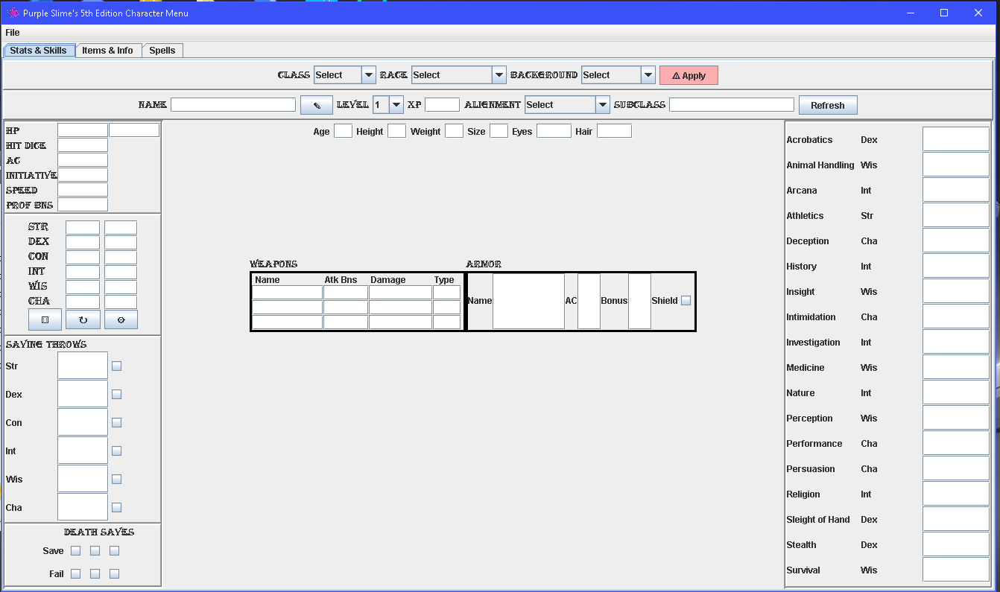 Purple Slime's 5th Edition Character Menu
File
Stats & Skills Items & Info Spells
CLASS Select RACE Select BACKGROUND Select ⚠ Apply
NAME ✎ LEVEL 1 XP ALIGNMENT Select SUBCLASS Refresh
HP
HIT DICE
AC
INITIATIVE
SPEED
PROF BNS
STR
DEX
CON
INT
WIS
CHA
SAVING THROWS
Str
Dex
Con
Int
Wis
Cha
DEATH SAVES
Save
Fail
Age Height Weight Size Eyes Hair
WEAPONS ARMOR
Name Atk Bns Damage Type
Name AC Bonus Shield
Acrobatics Dex
Animal Handling Wis
Arcana Int
Athletics Str
Deception Cha
History Int
Insight Wis
Intimidation Cha
Investigation Int
Medicine Wis
Nature Int
Perception Wis
Performance Cha
Persuasion Cha
Religion Int
Sleight of Hand Dex
Stealth Dex
Survival Wis